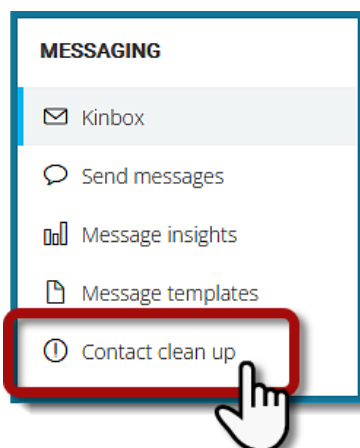 MESSAGING
Kinbox
Send messages
Message insights
Message templates
Contact clean up